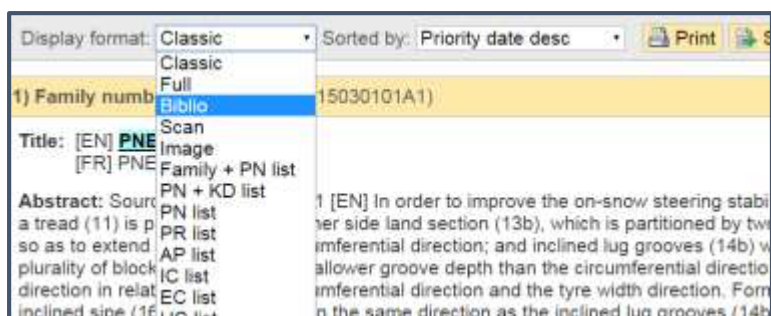 Display format: Classic Sorted by: Priority date desc Print
Classic
Full
1) Family numb 15030101A1)
Biblio
Scan
Title: [EN] PNE
Image
[FR] PNE
Family + PN list
PN + KD list
Abstract: Sourc 1 [EN] In order to improve the on-snow steering stabi
PN list
a tread (11) is p er side land section (13b), which is partitioned by tw
PR list
so as to extend mferential direction; and inclined lug grooves (14b) w
AP list
plurality of block allower groove depth than the circumferential directio
IC list
direction in relat mferential direction and the tyre width direction. Form
EC list
inclined sipe (16 n the same direction as the inclined lug grooves (14b